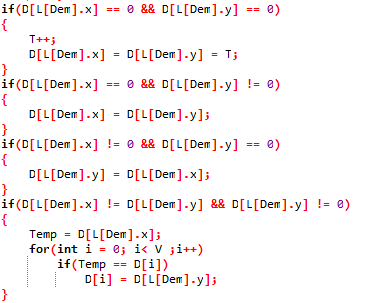 if(D[L[Dem].x] == 0 && D[L[Dem].y] == 0)
{
    T++;
    D[L[Dem].x] = D[L[Dem].y] = T;
}
if(D[L[Dem].x] == 0 && D[L[Dem].y] != 0)
{
    D[L[Dem].x] = D[L[Dem].y];
}
if(D[L[Dem].x] != 0 && D[L[Dem].y] == 0)
{
    D[L[Dem].y] = D[L[Dem].x];
}
if(D[L[Dem].x] != D[L[Dem].y] && D[L[Dem].y] != 0)
{
    Temp = D[L[Dem].x];
    for(int i = 0; i< V ;i++)
        if(Temp == D[i])
            D[i] = D[L[Dem].y];
}